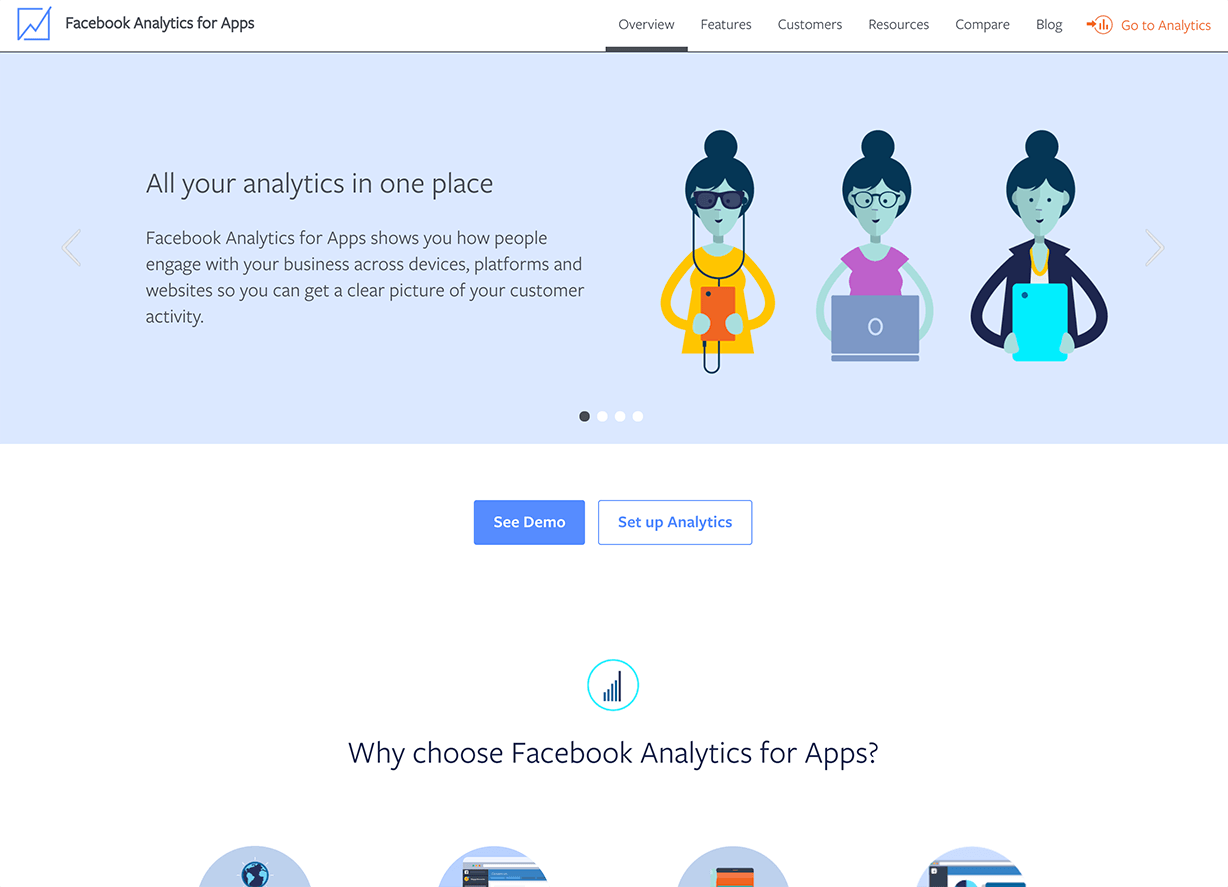 Facebook Analytics for Apps
Overview
Features
Customers
Resources
Compare
Blog
Go to Analytics
All your analytics in one place
Facebook Analytics for Apps shows you how people
engage with your business across devices, platforms and
websites so you can get a clear picture of your customer
activity.
See Demo
Set up Analytics
Why choose Facebook Analytics for Apps?